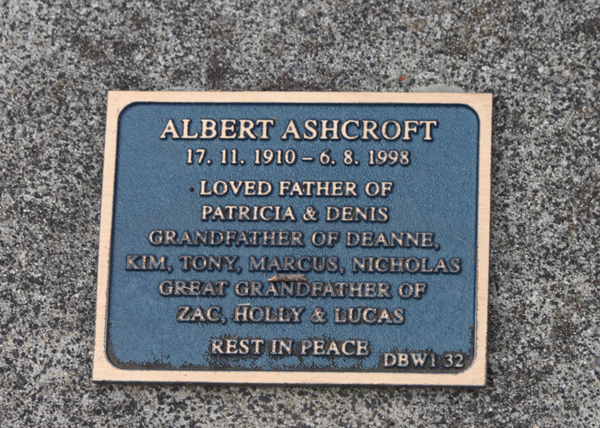 ALBERT ASHCROFT
17. 11. 1910 – 6. 8. 1998
LOVED FATHER OF
PATRICIA & DENIS
GRANDFATHER OF DEANNE,
KIM, TONY, MARCUS, NICHOLAS
GREAT GRANDFATHER OF
ZAC, HOLLY & LUCAS
REST IN PEACE
DBW1 32